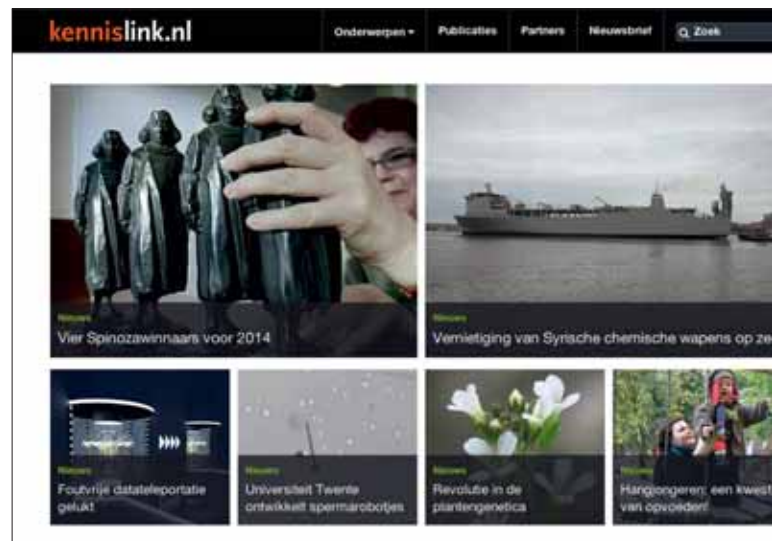 kennislink.nl
Onderwerpen Publicaties Partners Nieuwsbrief Zoek
Nieuws
Vier Spinozawinnaars voor 2014
Nieuws
Vernietiging van Syrische chemische wapens op ze
Nieuws
Foutvrije datateleportatie
gelukt
Nieuws
Universiteit Twente
ontwikkelt spermarobotjes
Nieuws
Revolutie in de
plantengenetica
Nieuws
Hangjongeren: een kwest
van opvoeden!